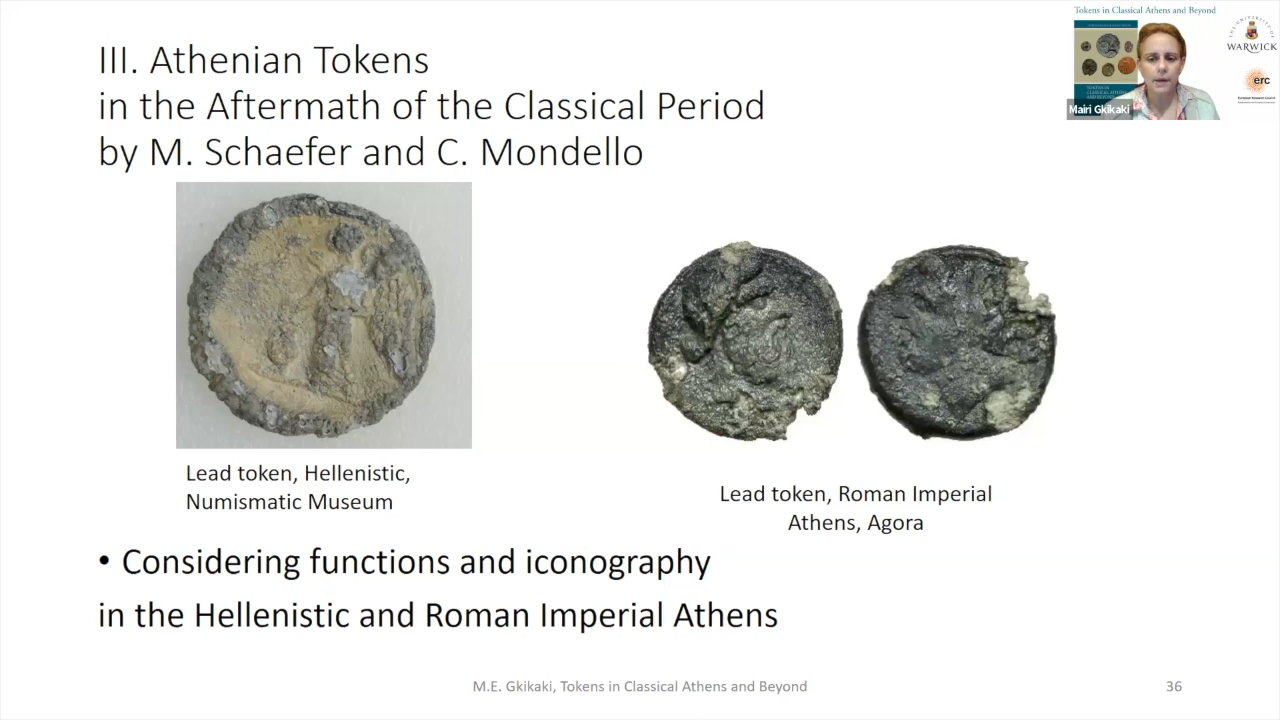 III. Athenian Tokens
in the Aftermath of the Classical Period
by M. Schaefer and C. Mondello
Tokens in Classical Athens and Beyond
WARWICK
erc
Mairi Gkikaki
Lead token, Hellenistic,
Numismatic Museum
Lead token, Roman Imperial
Athens, Agora
• Considering functions and iconography
in the Hellenistic and Roman Imperial Athens
M.E. Gkikaki, Tokens in Classical Athens and Beyond
36